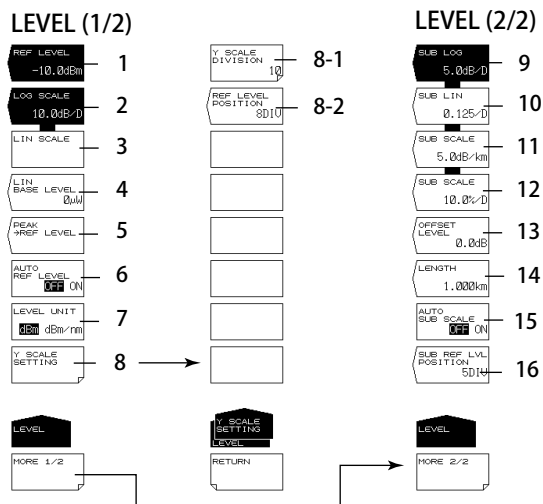 LEVEL (1/2)
REF LEVEL
-10.0dBm
1
LOG SCALE
10.0dB/D
2
LIN SCALE
3
LIN
BASE LEVEL
0µW
4
PEAK
→REF LEVEL
5
AUTO
REF LEVEL
OFF ON
6
LEVEL UNIT
dBm dBm/nm
7
Y SCALE
SETTING
8
LEVEL
MORE 1/2
Y SCALE
DIVISION
10
8-1
REF LEVEL
POSITION
8DIV
8-2
Y SCALE
SETTING
LEVEL
RETURN
LEVEL (2/2)
SUB LOG
5.0dB/D
9
SUB LIN
0.125/D
10
SUB SCALE
5.0dB/km
11
SUB SCALE
10.0%/D
12
OFFSET
LEVEL
0.0dB
13
LENGTH
1.000km
14
AUTO
SUB SCALE
OFF ON
15
SUB REF LVL
POSITION
5DIV
16
LEVEL
MORE 2/2